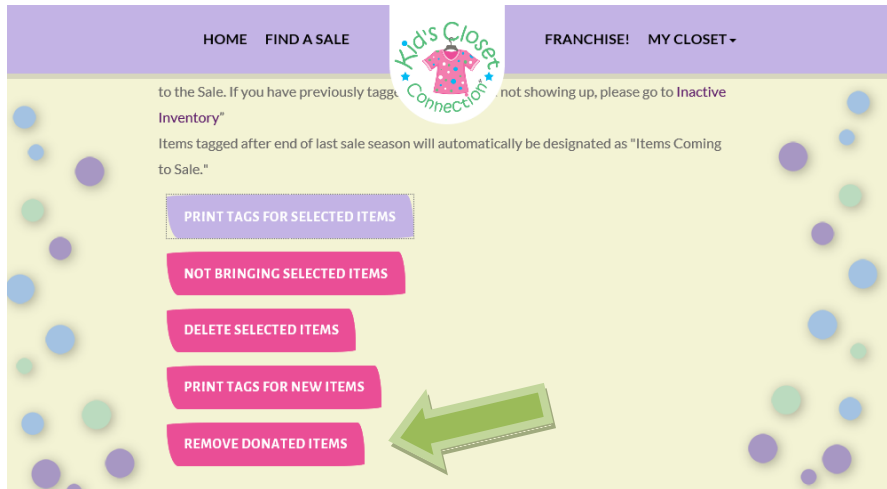 HOME FIND A SALE Kid's Closet Connection FRANCHISE! MY CLOSET
to the Sale. If you have previously not showing up, please go to Inactive
Inventory"
Items tagged after end of last sale season will automatically be designated as "Items Coming
to Sale."
PRINT TAGS FOR SELECTED ITEMS
NOT BRINGING SELECTED ITEMS
DELETE SELECTED ITEMS
PRINT TAGS FOR NEW ITEMS
REMOVE DONATED ITEMS